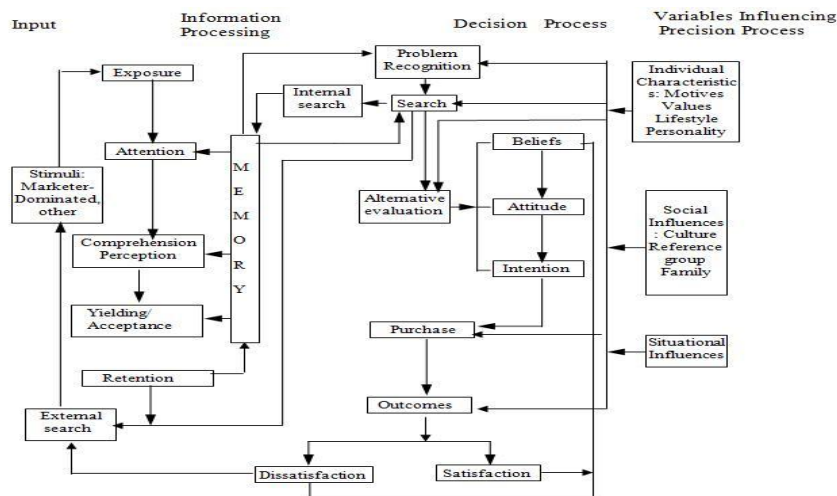 Input
Information
Processing
Decision Process
Variables Influencing
Precision Process
Exposure
Attention
Stimuli:
Marketer-
Dominated,
other
Comprehension
Perception
Yielding/
Acceptance
Retention
External
search
Internal
search
M
E
M
O
R
Y
Problem
Recognition
Search
Alternative
evaluation
Beliefs
Attitude
Intention
Purchase
Outcomes
Dissatisfaction
Satisfaction
Individual
Characteristic
s: Motives
Values
Lifestyle
Personality
Social
Influences
: Culture
Reference
group
Family
Situational
Influences